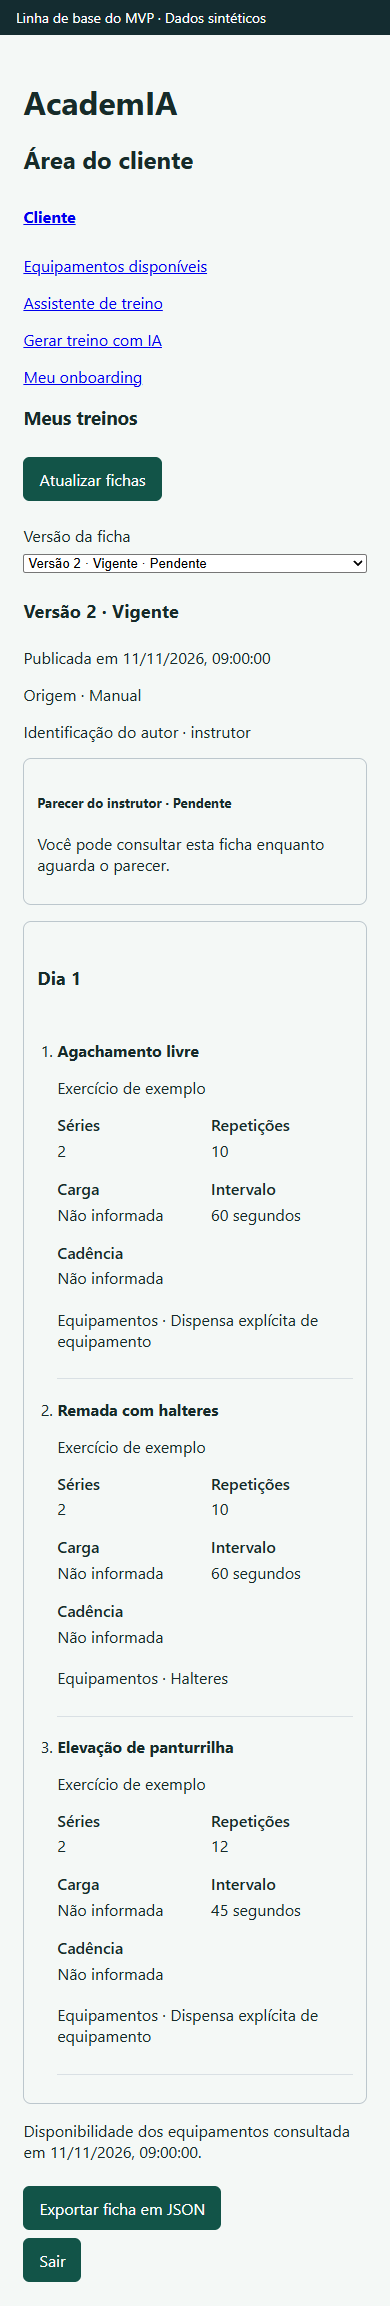 Linha de base do MVP · Dados sintéticos
AcademIA
Área do cliente
Cliente
Equipamentos disponíveis
Assistente de treino
Gerar treino com IA
Meu onboarding
Meus treinos
Atualizar fichas
Versão da ficha
Versão 2 · Vigente · Pendente
Versão 2 · Vigente
Publicada em 11/11/2026, 09:00:00
Origem · Manual
Identificação do autor · instrutor
Parecer do instrutor · Pendente
Você pode consultar esta ficha enquanto
aguarda o parecer.
Dia 1
1. Agachamento livre
Exercício de exemplo
Séries Repetições
2 10
Carga Intervalo
Não informada 60 segundos
Cadência
Não informada
Equipamentos · Dispensa explícita de
equipamento
2. Remada com halteres
Exercício de exemplo
Séries Repetições
2 10
Carga Intervalo
Não informada 60 segundos
Cadência
Não informada
Equipamentos · Halteres
3. Elevação de panturrilha
Exercício de exemplo
Séries Repetições
2 12
Carga Intervalo
Não informada 45 segundos
Cadência
Não informada
Equipamentos · Dispensa explícita de
equipamento
Disponibilidade dos equipamentos consultada
em 11/11/2026, 09:00:00.
Exportar ficha em JSON
Sair